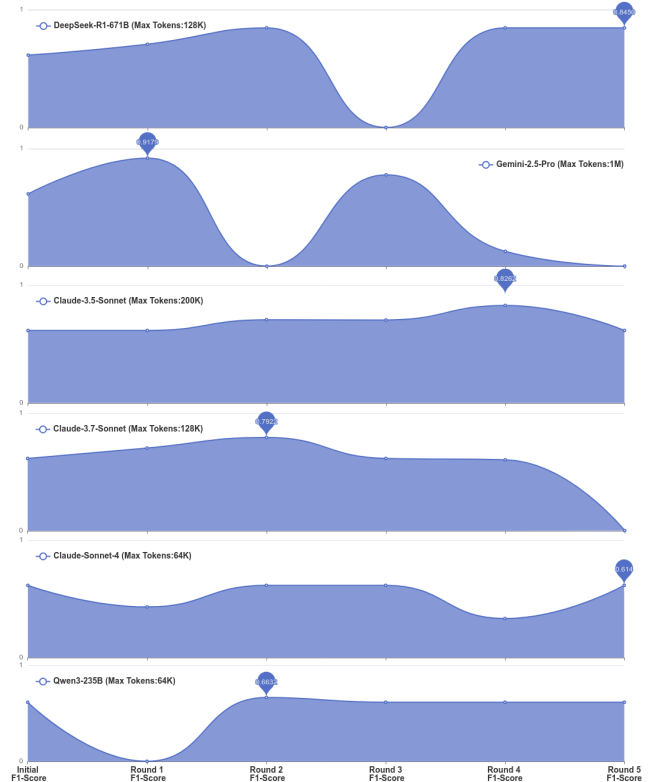 1
DeepSeek-R1-671B (Max Tokens:128K)
0.8456
0
1
0.9173
Gemini-2.5-Pro (Max Tokens:1M)
0
1
Claude-3.5-Sonnet (Max Tokens:200K)
0.8262
0
1
Claude-3.7-Sonnet (Max Tokens:128K)
0.7923
0
1
Claude-Sonnet-4 (Max Tokens:64K)
0.614
0
1
Qwen3-235B (Max Tokens:64K)
0.6632
0
Initial Round 1 Round 2 Round 3 Round 4 Round 5
F1-Score F1-Score F1-Score F1-Score F1-Score F1-Score